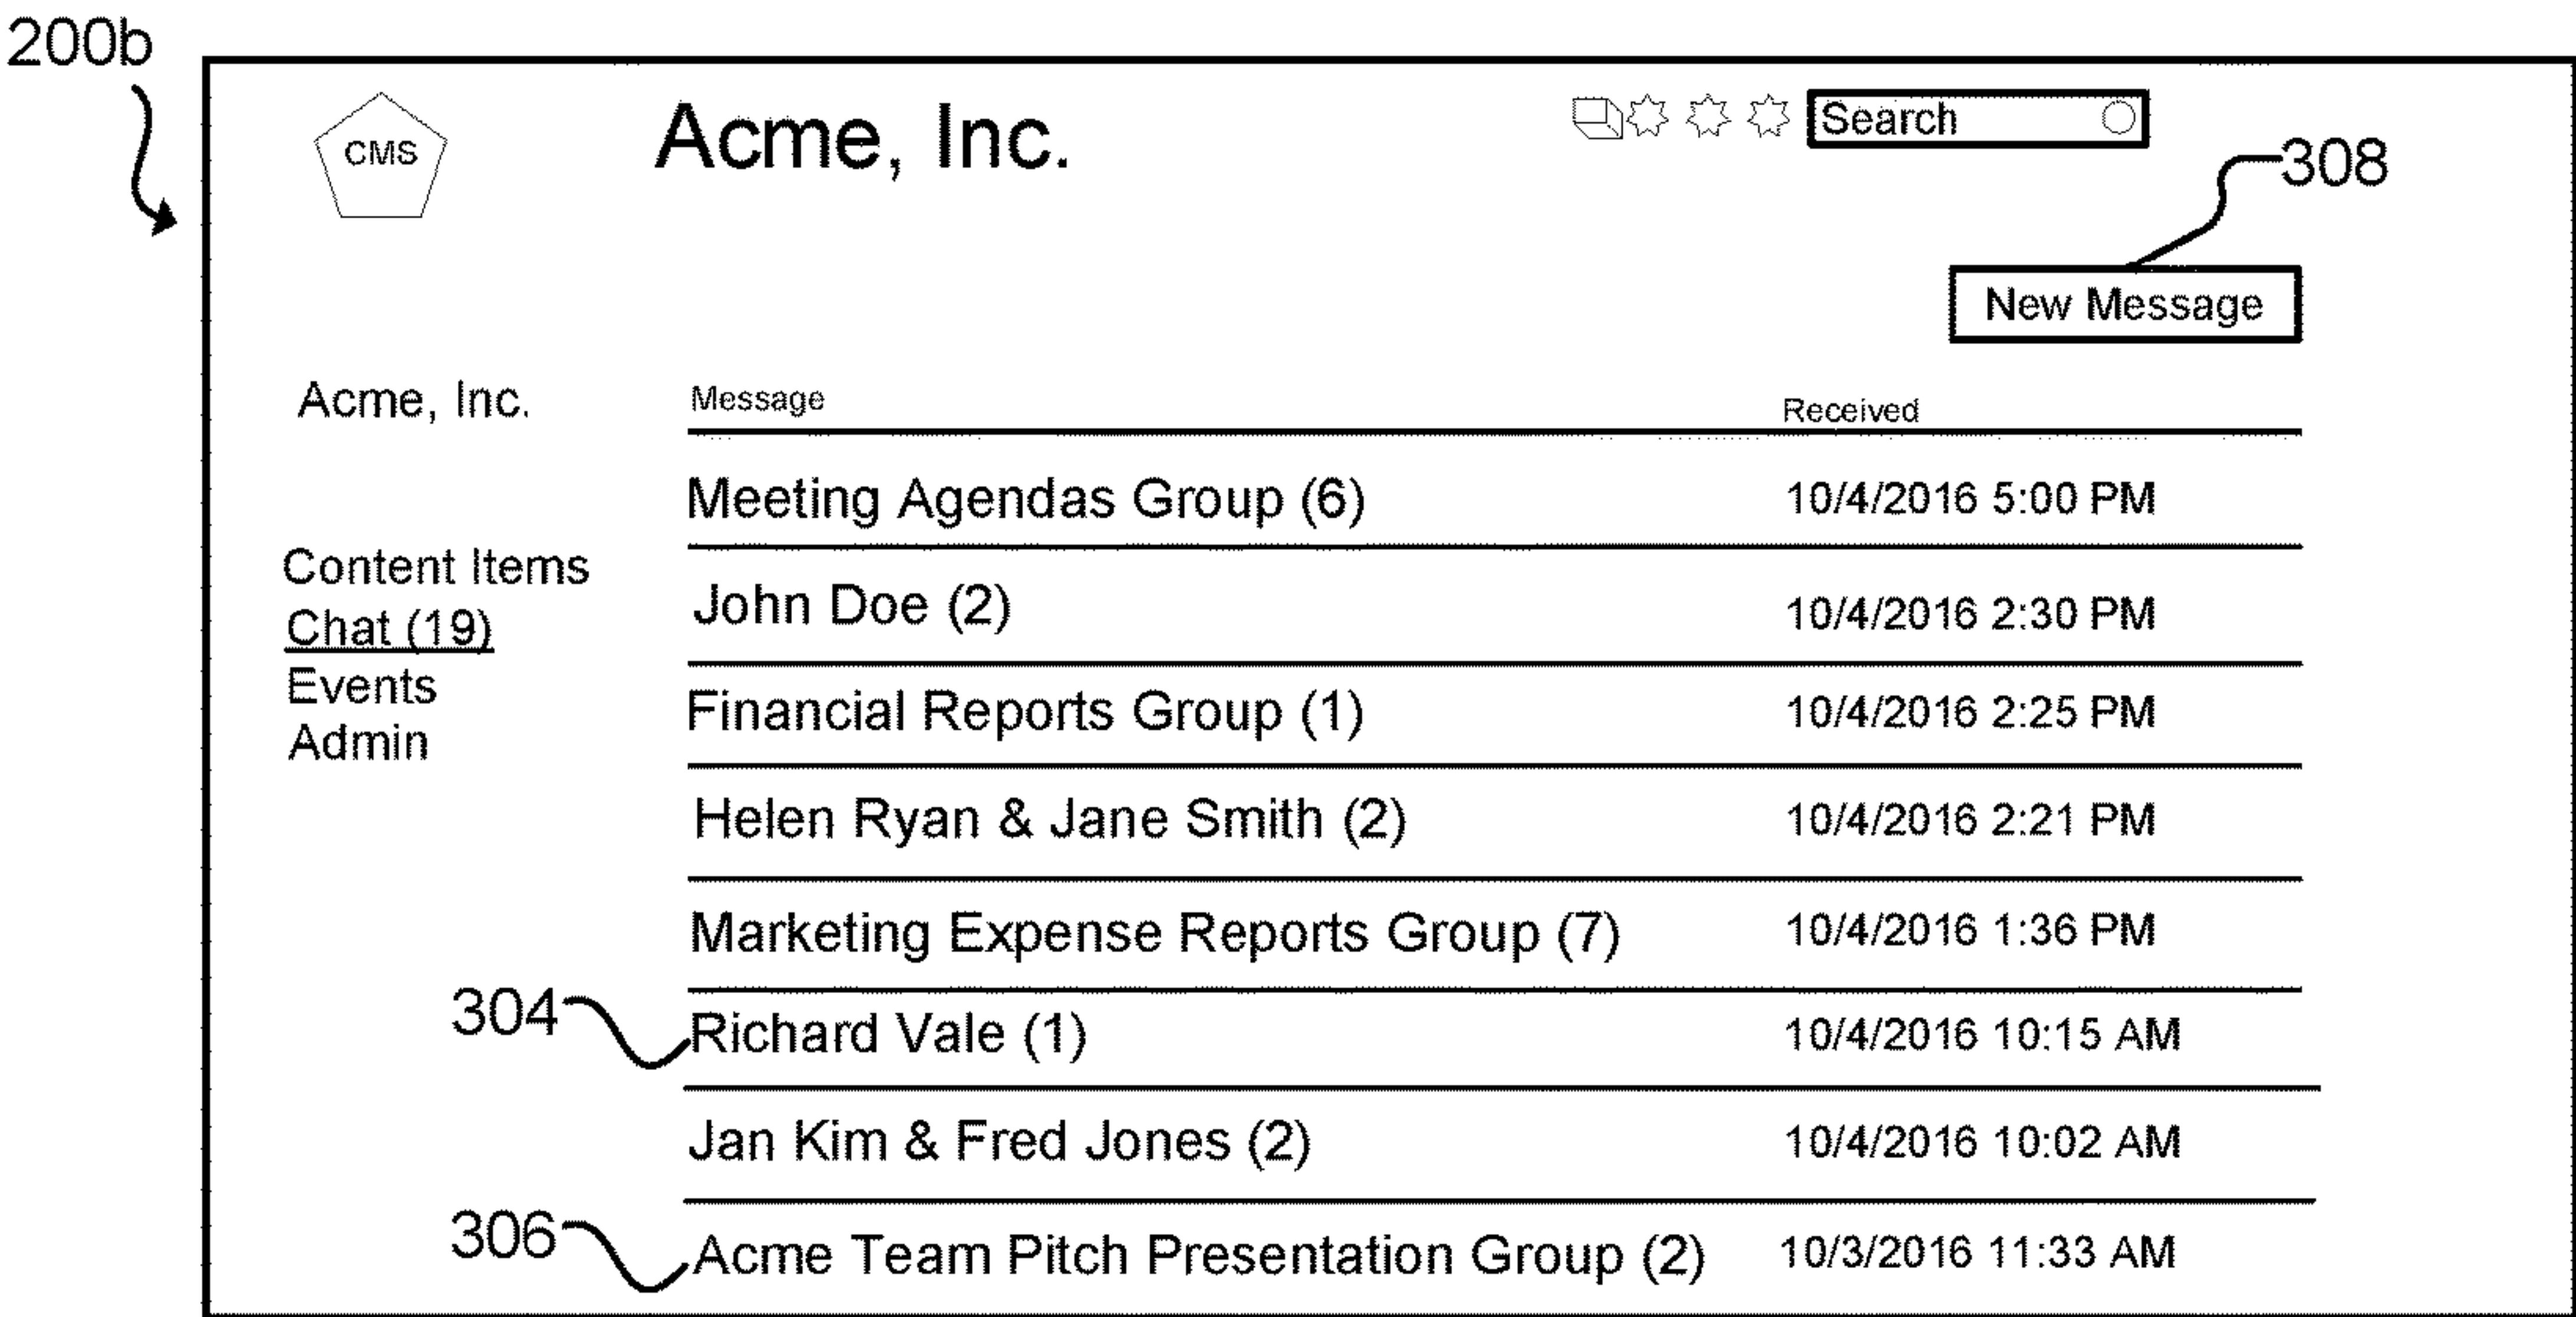 200b
CMS
Acme, Inc.
Search
308
New Message
Acme, Inc.
Message Received
Meeting Agendas Group (6) 10/4/2016 5:00 PM
Content Items
John Doe (2) 10/4/2016 2:30 PM
Chat (19)
Events
Financial Reports Group (1) 10/4/2016 2:25 PM
Admin
Helen Ryan & Jane Smith (2) 10/4/2016 2:21 PM
Marketing Expense Reports Group (7) 10/4/2016 1:36 PM
304 Richard Vale (1) 10/4/2016 10:15 AM
Jan Kim & Fred Jones (2) 10/4/2016 10:02 AM
306 Acme Team Pitch Presentation Group (2) 10/3/2016 11:33 AM